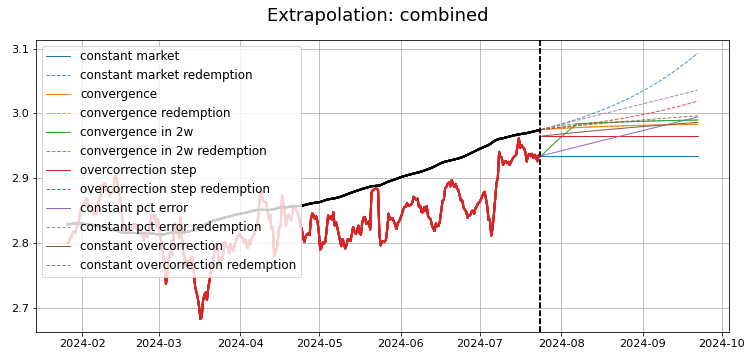 Extrapolation: combined
3.1
3.0
2.9
2.8
2.7
constant market
constant market redemption
convergence
convergence redemption
convergence in 2w
convergence in 2w redemption
overcorrection step
overcorrection step redemption
constant pct error
constant pct error redemption
constant overcorrection
constant overcorrection redemption
2024-02 2024-03 2024-04 2024-05 2024-06 2024-07 2024-08 2024-09 2024-10